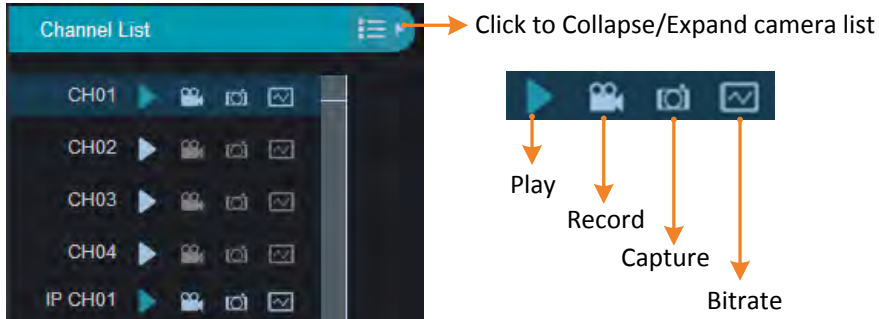 Channel List
Click to Collapse/Expand camera list
CH01
CH02
CH03
CH04
IP CH01
Play
Record
Capture
Bitrate